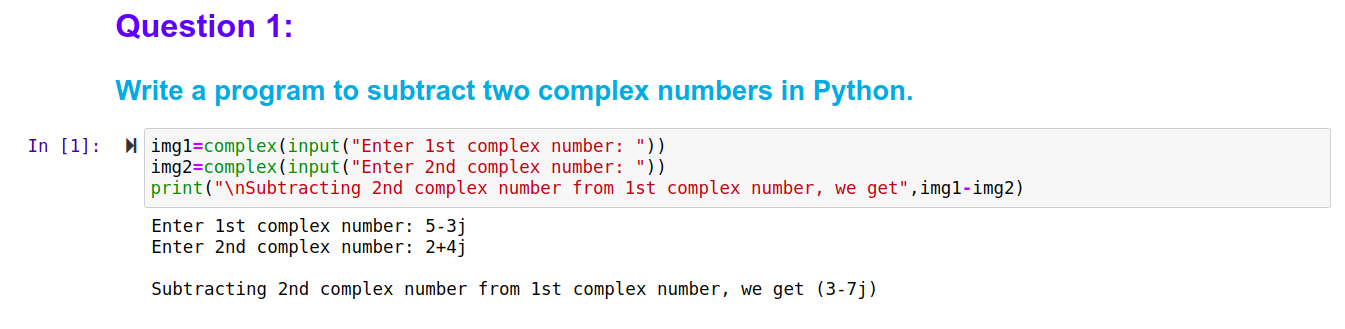 Question 1:
Write a program to subtract two complex numbers in Python.
In [1]:
img1=complex(input("Enter 1st complex number: "))
img2=complex(input("Enter 2nd complex number: "))
print("\nSubtracting 2nd complex number from 1st complex number, we get",img1-img2)
Enter 1st complex number: 5-3j
Enter 2nd complex number: 2+4j
Subtracting 2nd complex number from 1st complex number, we get (3-7j)